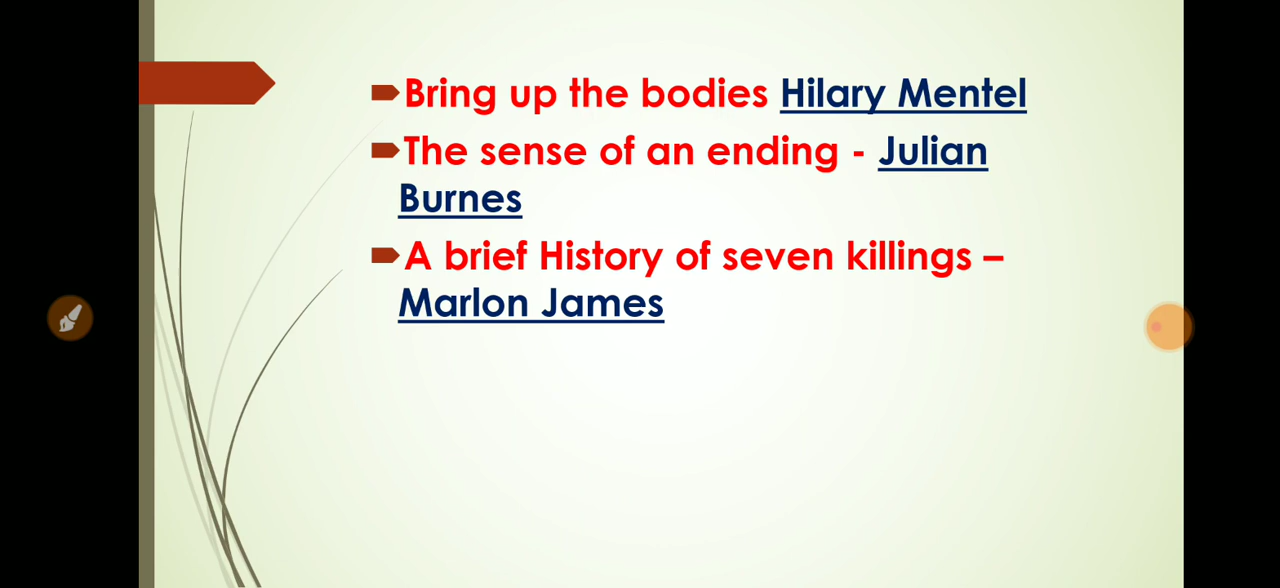 Bring up the bodies Hilary Mentel
The sense of an ending - Julian
Burnes
A brief History of seven killings –
Marlon James